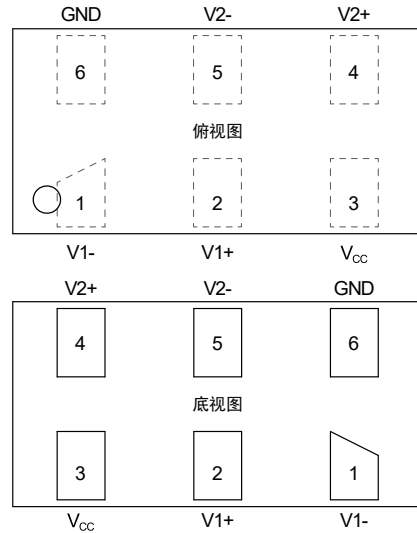 GND V2- V2+
6 5 4
俯视图
1 2 3
V1- V1+ VCC
V2+ V2- GND
4 5 6
底视图
3 2 1
VCC V1+ V1-